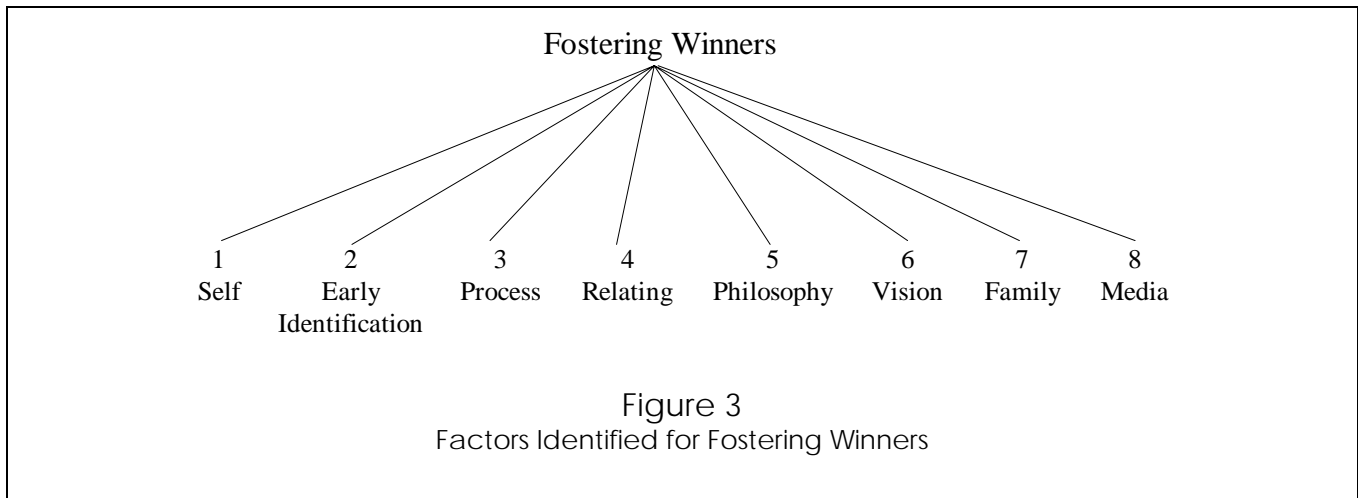 Fostering Winners
1 2 3 4 5 6 7 8
Self Early Process Relating Philosophy Vision Family Media
Identification
Figure 3
Factors Identified for Fostering Winners